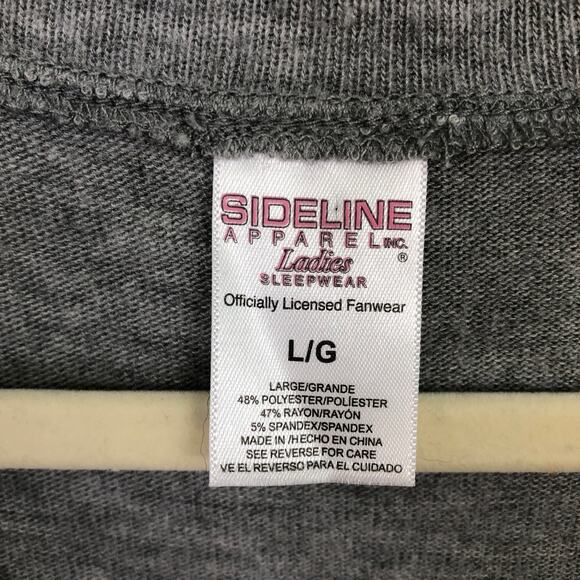 SIDELINE
APPAREL INC.
®
Ladies
SLEEPWEAR
Officially Licensed Fanwear
L/G
LARGE/GRANDE
48% POLYESTER/POLÍESTER
47% RAYON/RAYÓN
5% SPANDEX/SPANDEX
MADE IN /HECHO EN CHINA
SEE REVERSE FOR CARE
VE EL REVERSO PARA EL CUIDADO